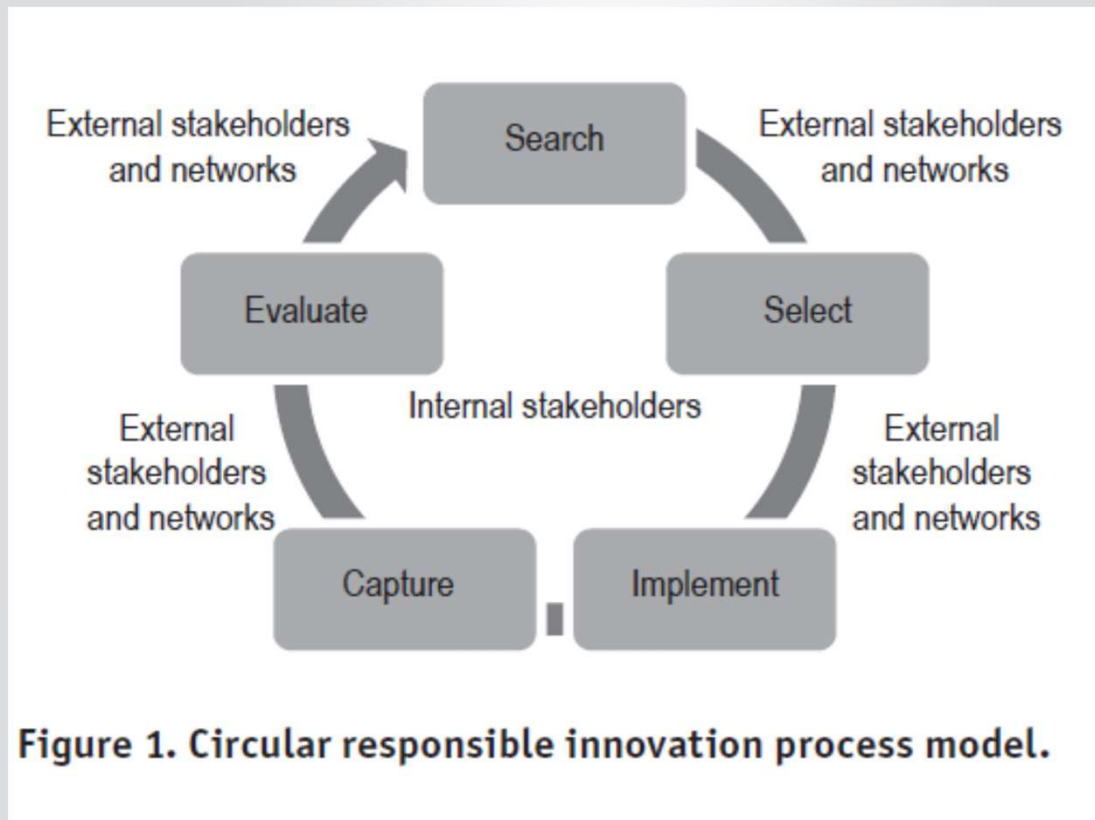 Search
External stakeholders
and networks
External stakeholders
and networks
Evaluate
Select
Internal stakeholders
External
stakeholders
and networks
External
stakeholders
and networks
Capture
Implement
Figure 1. Circular responsible innovation process model.